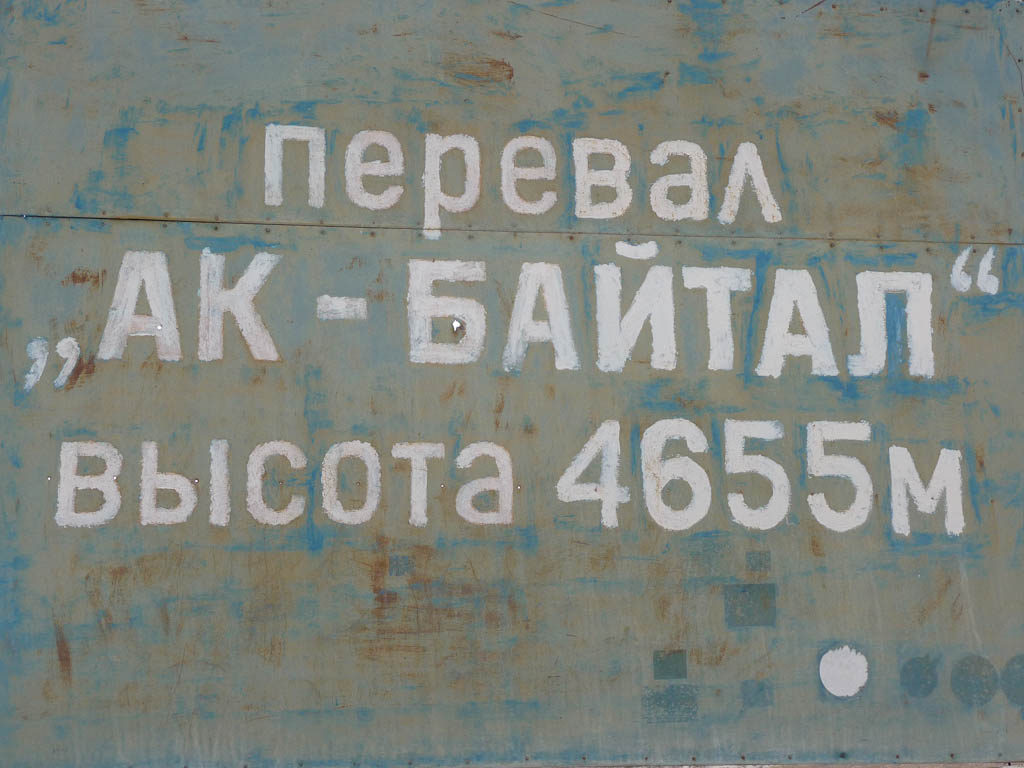 перевал
„АК - БАЙТАЛ“
высота 4655м